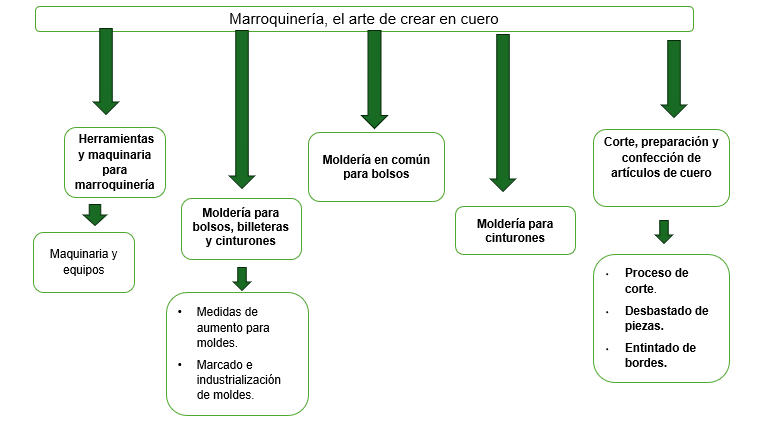 Marroquinería, el arte de crear en cuero
Herramientas
y maquinaria
para
marroquinería
Maquinaria y
equipos
Moldería para
bolsos, billeteras
y cinturones
• Medidas de
aumento para
moldes.
• Marcado e
industrialización
de moldes.
Moldería en común
para bolsos
Moldería para
cinturones
Corte, preparación y
confección de
artículos de cuero
· Proceso de
corte.
· Desbastado de
piezas.
· Entintado de
bordes.